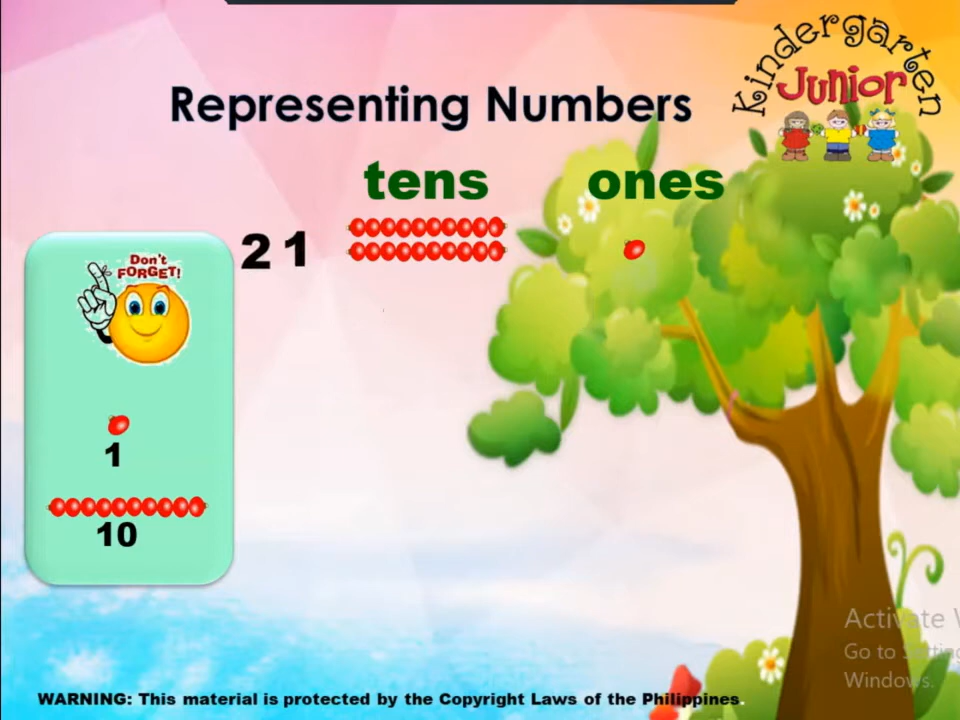 Kindergarten
Junior
Representing Numbers
tens ones
21
Don't
FORGET!
1
10
Activate
Go to
Windows.
WARNING: This material is protected by the Copyright Laws of the Philippines.